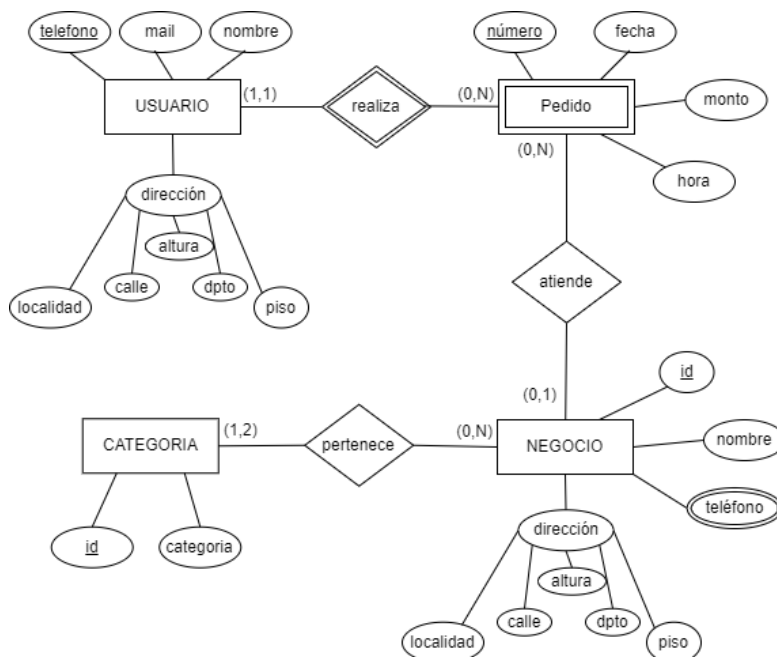 telefono
mail
nombre
número
fecha
USUARIO
(1,1)
realiza
(0,N)
Pedido
monto
(0,N)
hora
dirección
altura
calle
dpto
localidad
piso
atiende
id
(0,1)
CATEGORIA
(1,2)
pertenece
(0,N)
NEGOCIO
nombre
teléfono
id
categoria
dirección
altura
calle
dpto
localidad
piso